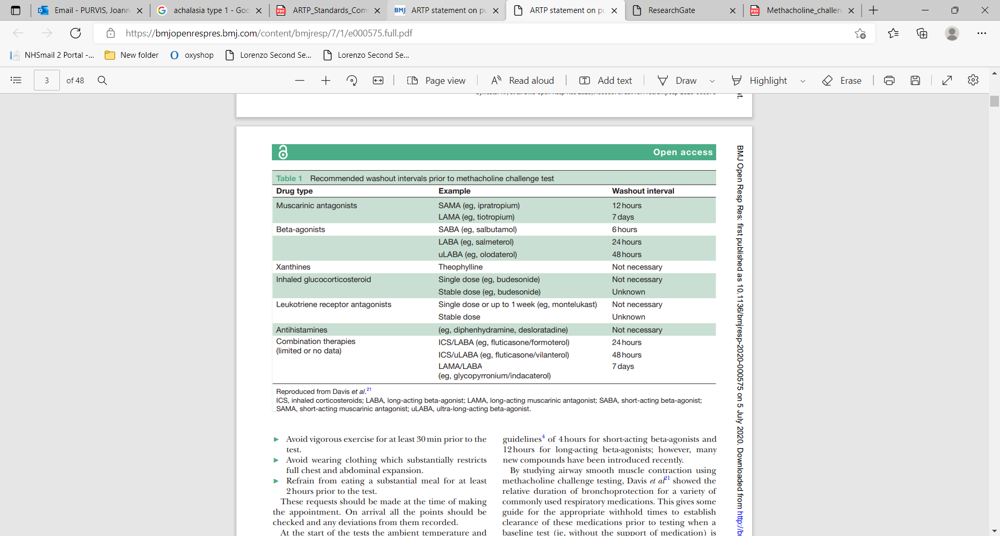 Email - PURVIS, Joann
achalasia type 1 - Goo
ARTP_Standards_Com
BMJ ARTP statement on pu
ARTP statement on pu
ResearchGate
Methacholine_challen
https://bmjopenrespres.bmj.com/content/bmjresp/7/1/e000575.full.pdf
NHSmail 2 Portal -...
New folder
oxyshop
Lorenzo Second Se...
Lorenzo Second Se...
3 of 48
Page view
Read aloud
Add text
Draw
Highlight
Erase
Open access
Table 1 Recommended washout intervals prior to methacholine challenge test
Drug type Example Washout interval
Muscarinic antagonists SAMA (eg, ipratropium) 12 hours
LAMA (eg, tiotropium) 7 days
Beta-agonists SABA (eg, salbutamol) 6 hours
LABA (eg, salmeterol) 24 hours
uLABA (eg, olodaterol) 48 hours
Xanthines Theophylline Not necessary
Inhaled glucocorticosteroid Single dose (eg, budesonide) Not necessary
Stable dose (eg, budesonide) Unknown
Leukotriene receptor antagonists Single dose or up to 1 week (eg, montelukast) Not necessary
Stable dose Unknown
Antihistamines (eg, diphenhydramine, desloratadine) Not necessary
Combination therapies ICS/LABA (eg, fluticasone/formoterol) 24 hours
(limited or no data)
ICS/uLABA (eg, fluticasone/vilanterol) 48 hours
LAMA/LABA 7 days
(eg, glycopyrronium/indacaterol)
Reproduced from Davis et al.21
ICS, inhaled corticosteroids; LABA, long-acting beta-agonist; LAMA, long-acting muscarinic antagonist; SABA, short-acting beta-agonist;
SAMA, short-acting muscarinic antagonist; uLABA, ultra-long-acting beta-agonist.
► Avoid vigorous exercise for at least 30 min prior to the
test.
► Avoid wearing clothing which substantially restricts
full chest and abdominal expansion.
► Refrain from eating a substantial meal for at least
2 hours prior to the test.
These requests should be made at the time of making
the appointment. On arrival all the points should be
checked and any deviations from them recorded.
At the start of the tests the ambient temperature and
guidelines4 of 4 hours for short-acting beta-agonists and
12 hours for long-acting beta-agonists; however, many
new compounds have been introduced recently.
By studying airway smooth muscle contraction using
methacholine challenge testing, Davis et al21 showed the
relative duration of bronchoprotection for a variety of
commonly used respiratory medications. This gives some
guide for the appropriate withhold times to establish
clearance of these medications prior to testing when a
baseline test (ie, without the support of medication) is
nt.
BMJ Open Resp Res: first published as 10.1136/bmjresp-2020-000575 on 5 July 2020. Downloaded from http://b